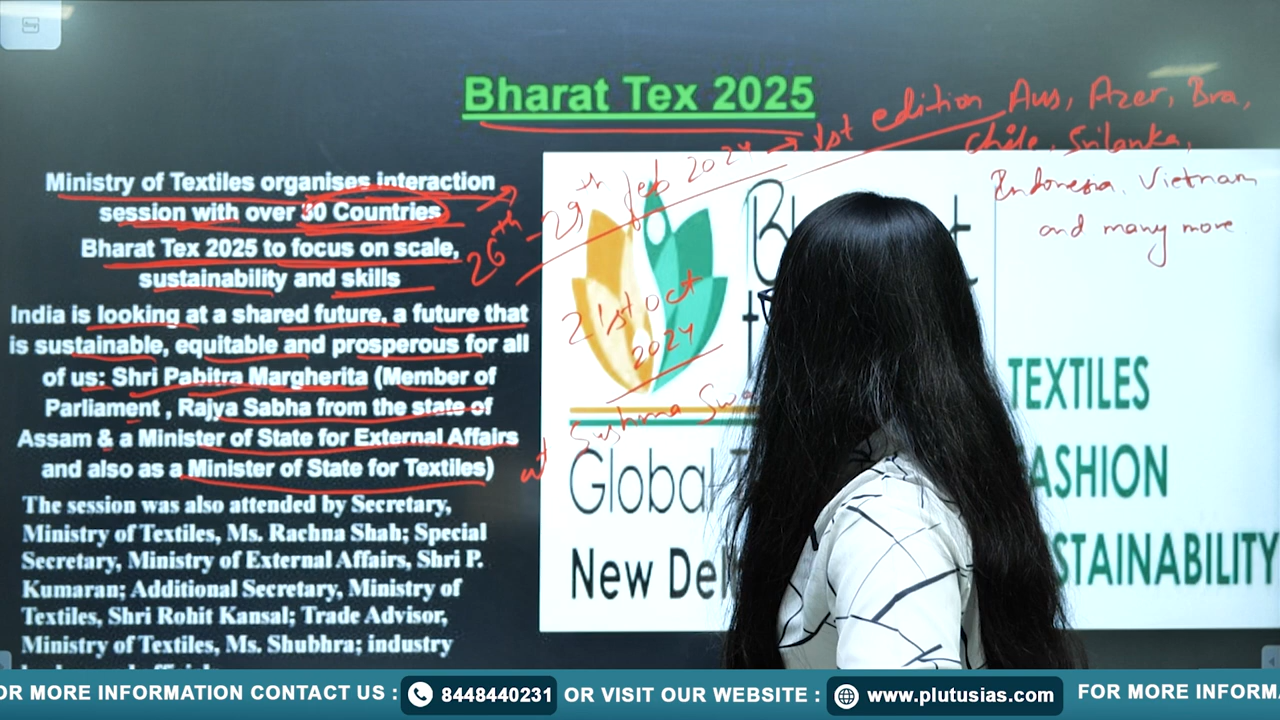 Bharat Tex 2025
Ministry of Textiles organises interaction
session with over 30 Countries
Bharat Tex 2025 to focus on scale,
sustainability and skills
India is looking at a shared future, a future that
is sustainable, equitable and prosperous for all
of us: Shri Pabitra Margherita (Member of
Parliament , Rajya Sabha from the state of
Assam & a Minister of State for External Affairs
and also as a Minister of State for Textiles)
The session was also attended by Secretary,
Ministry of Textiles, Ms. Rachna Shah; Special
Secretary, Ministry of External Affairs, Shri P.
Kumaran; Additional Secretary, Ministry of
Textiles, Shri Rohit Kansal; Trade Advisor,
Ministry of Textiles, Ms. Shubhra; industry
26th - 29th feb 2024 → 1st edition
Aus, Azer, Bra,
Chile, Srilanka,
Indonesia, Vietnam
and many more
21st Oct
2024
at Sushma Swa
Global
New Del
TEXTILES
ASHION
STAINABILITY
OR MORE INFORMATION CONTACT US : 8448440231 OR VISIT OUR WEBSITE : www.plutusias.com FOR MORE INFORMA